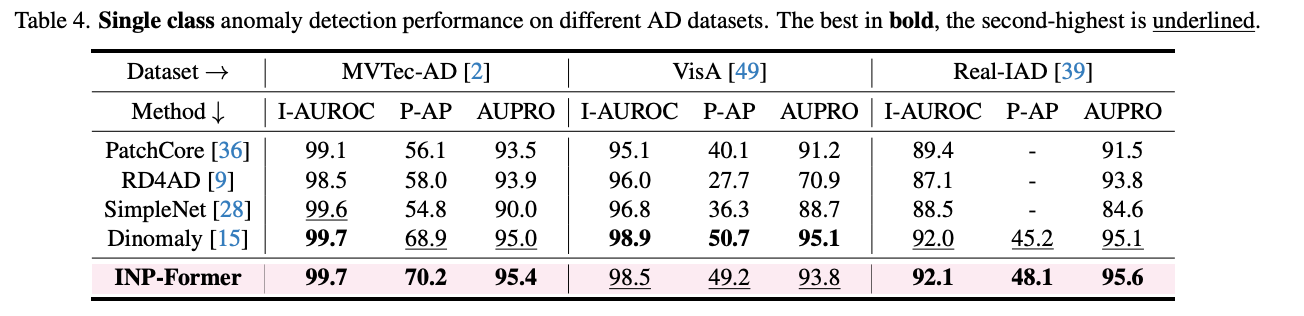 Table 4. Single class anomaly detection performance on different AD datasets. The best in bold, the second-highest is underlined.
Dataset → MVTec-AD [2] VisA [49] Real-IAD [39]
Method ↓ I-AUROC P-AP AUPRO I-AUROC P-AP AUPRO I-AUROC P-AP AUPRO
PatchCore [36] 99.1 56.1 93.5 95.1 40.1 91.2 89.4 - 91.5
RD4AD [9] 98.5 58.0 93.9 96.0 27.7 70.9 87.1 - 93.8
SimpleNet [28] 99.6 54.8 90.0 96.8 36.3 88.7 88.5 - 84.6
Dinomaly [15] 99.7 68.9 95.0 98.9 50.7 95.1 92.0 45.2 95.1
INP-Former 99.7 70.2 95.4 98.5 49.2 93.8 92.1 48.1 95.6